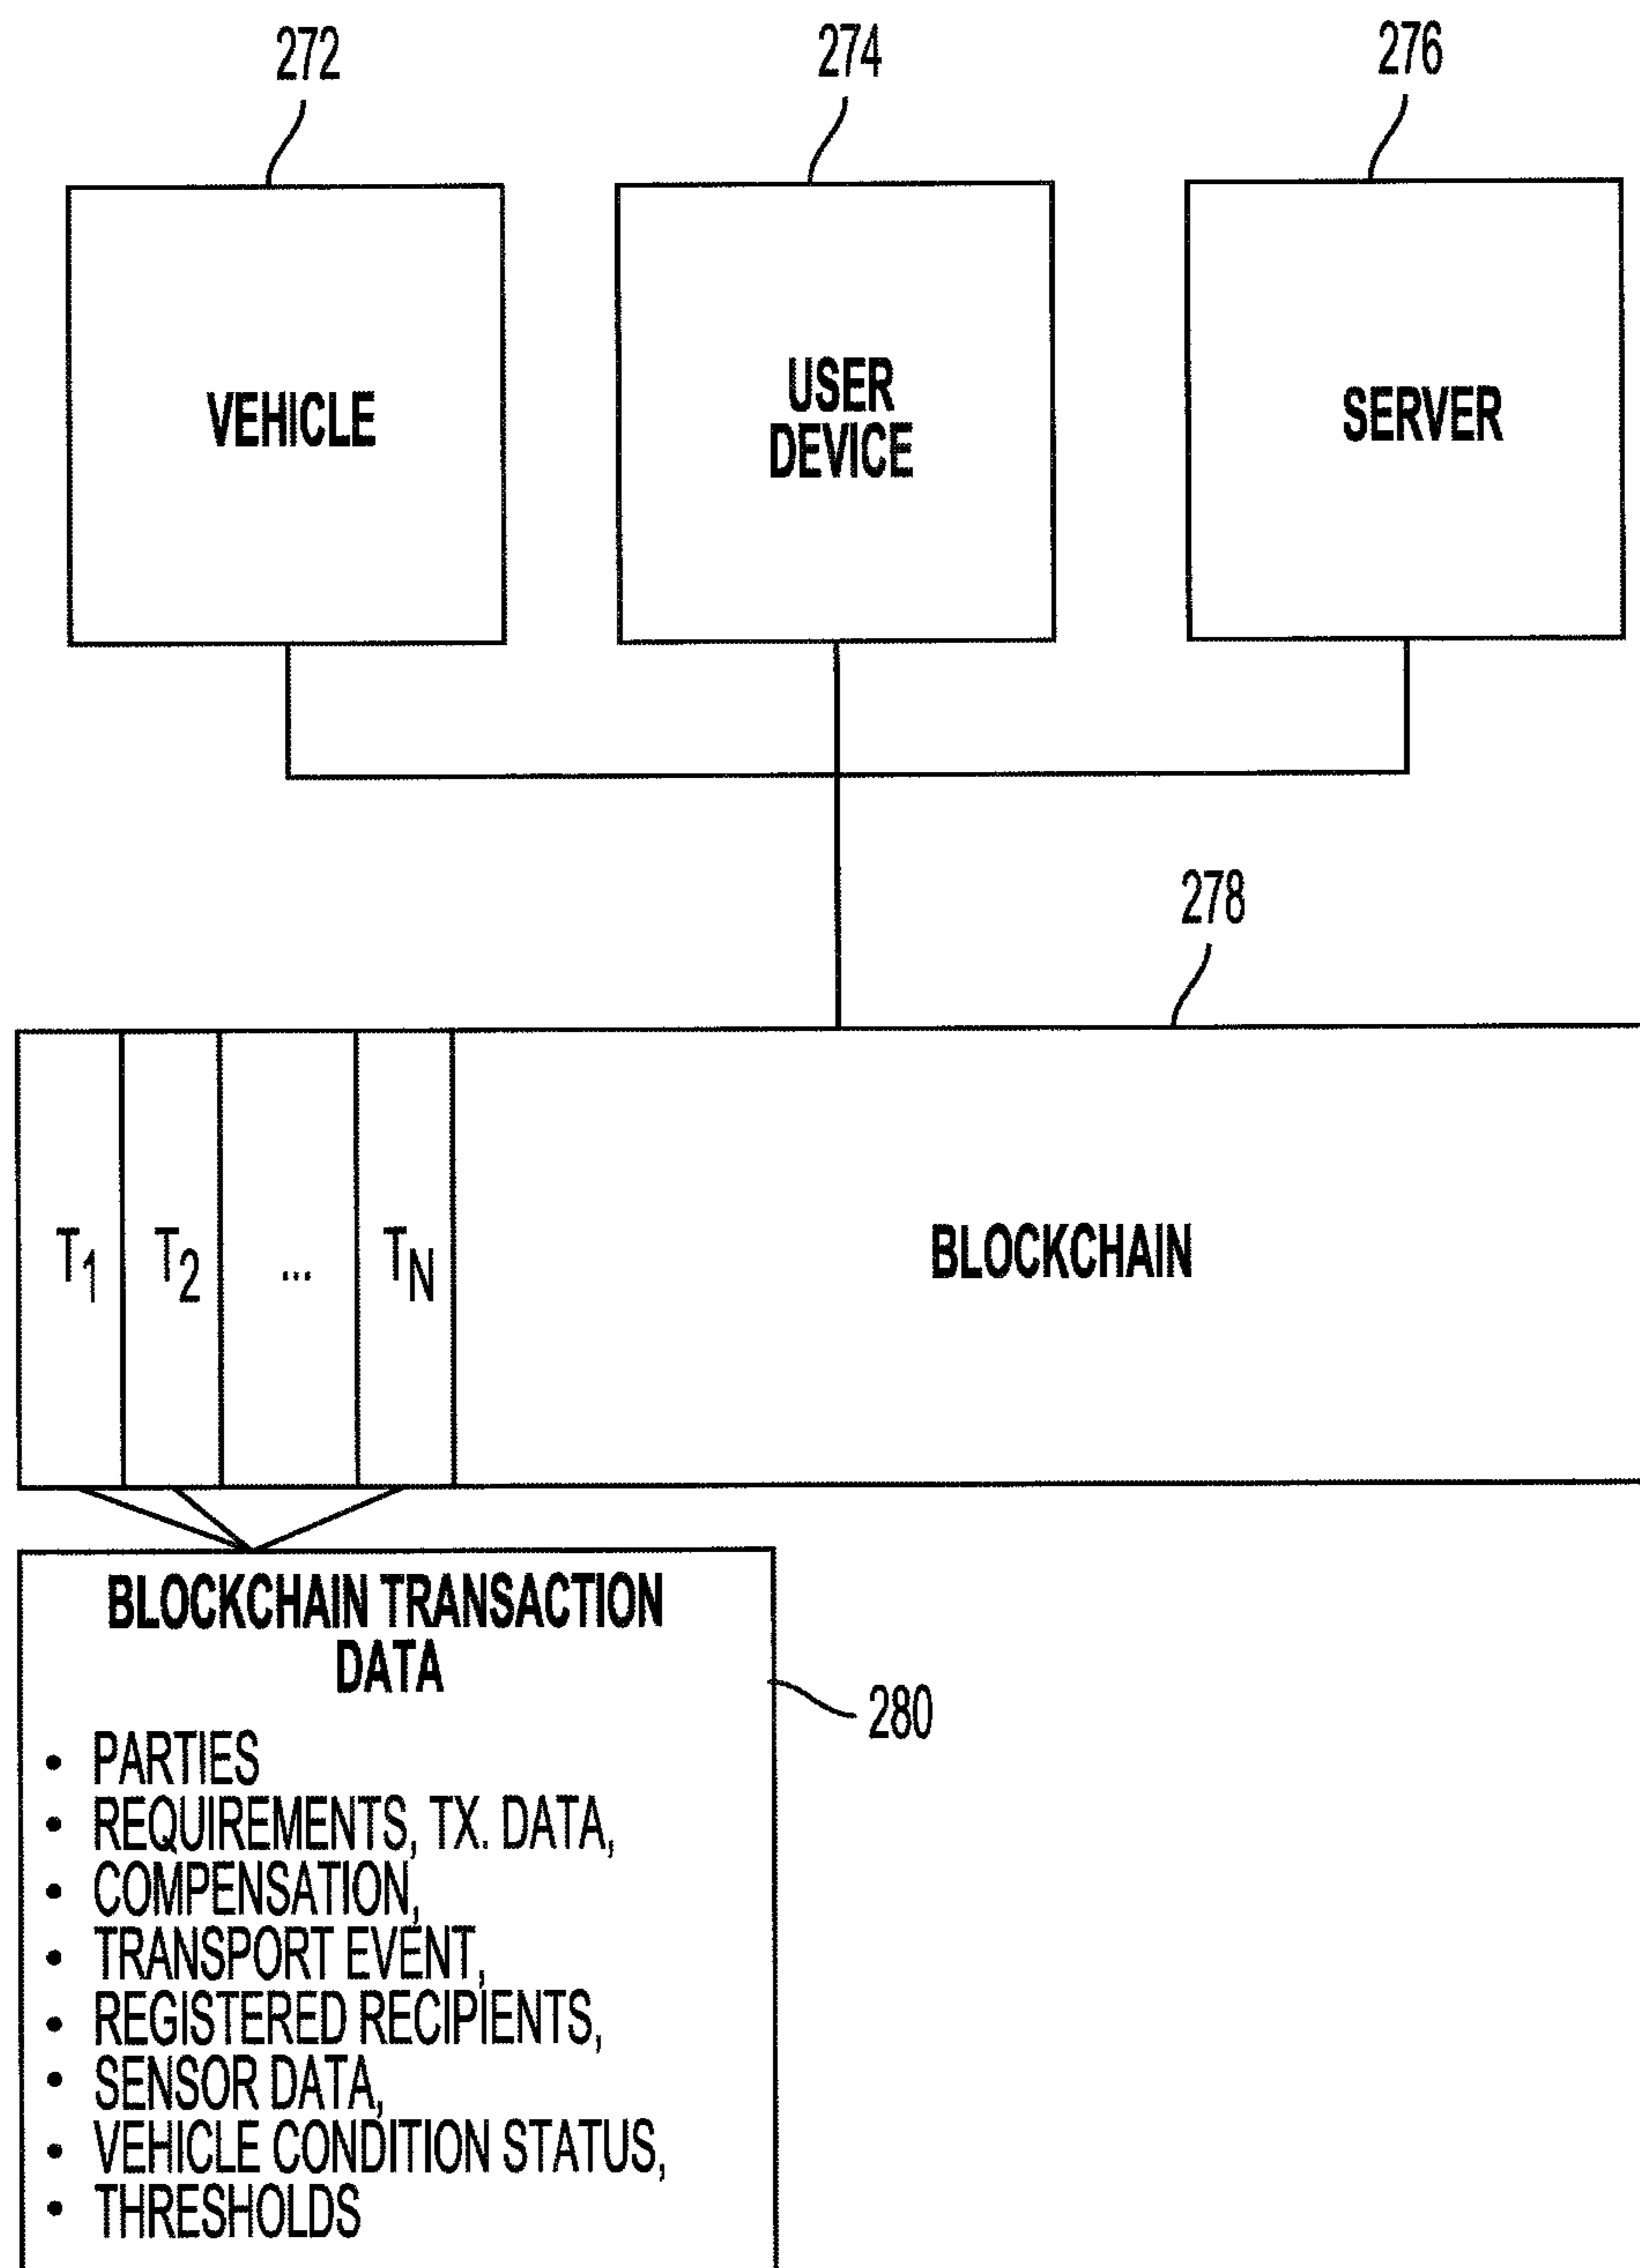 272
274
276
VEHICLE
USER
DEVICE
SERVER
278
T1
T2
...
TN
BLOCKCHAIN
BLOCKCHAIN TRANSACTION
DATA
280
• PARTIES
• REQUIREMENTS, TX. DATA,
• COMPENSATION,
• TRANSPORT EVENT,
• REGISTERED RECIPIENTS,
• SENSOR DATA,
• VEHICLE CONDITION STATUS,
• THRESHOLDS